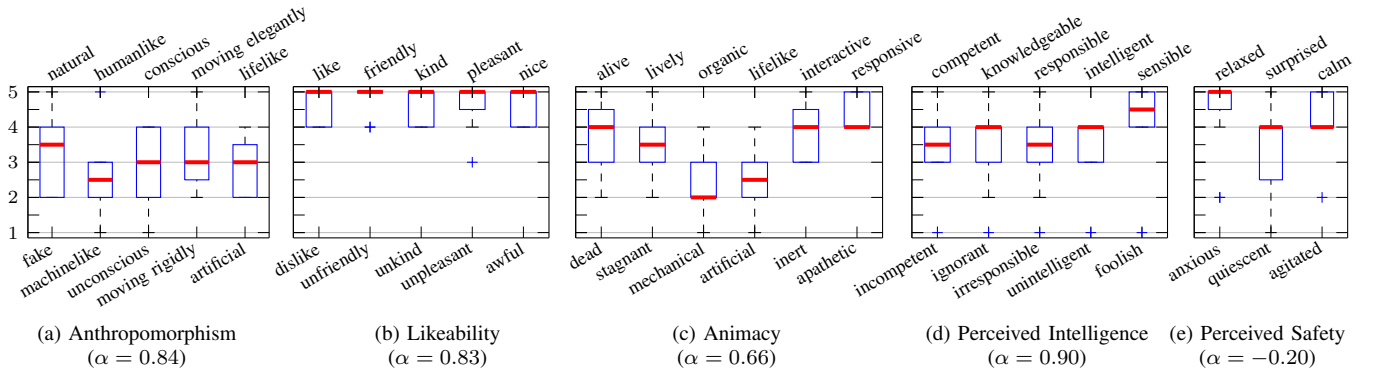 natural
humanlike
conscious
moving elegantly
lifelike
like
friendly
kind
pleasant
nice
alive
lively
organic
lifelike
interactive
responsive
competent
knowledgeable
responsible
intelligent
sensible
relaxed
surprised
calm
5
4
3
2
1
fake
machinelike
unconscious
moving rigidly
artificial
dislike
unfriendly
unkind
unpleasant
awful
dead
stagnant
mechanical
artificial
inert
apathetic
incompetent
ignorant
irresponsible
unintelligent
foolish
anxious
quiescent
agitated
(a) Anthropomorphism
(α = 0.84)
(b) Likeability
(α = 0.83)
(c) Animacy
(α = 0.66)
(d) Perceived Intelligence
(α = 0.90)
(e) Perceived Safety
(α = −0.20)